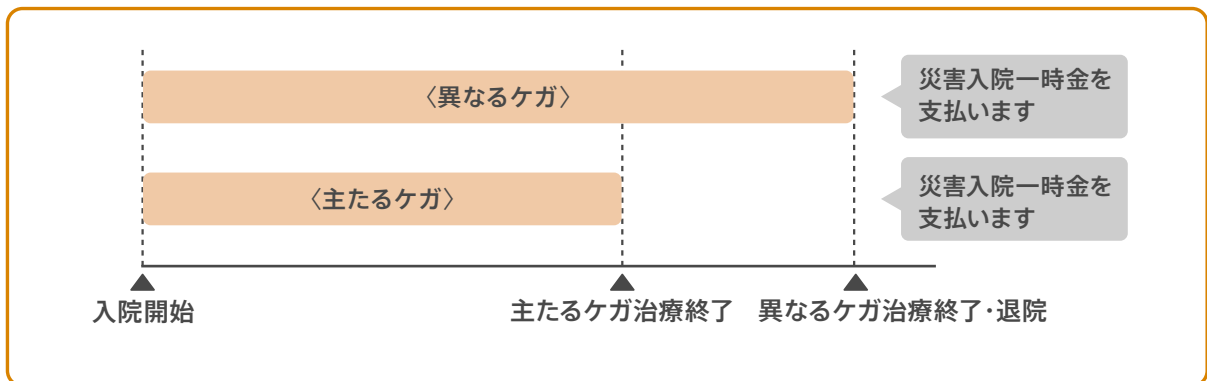 〈異なるケガ〉
災害入院一時金を
支払います
〈主たるケガ〉
災害入院一時金を
支払います
入院開始
主たるケガ治療終了
異なるケガ治療終了・退院